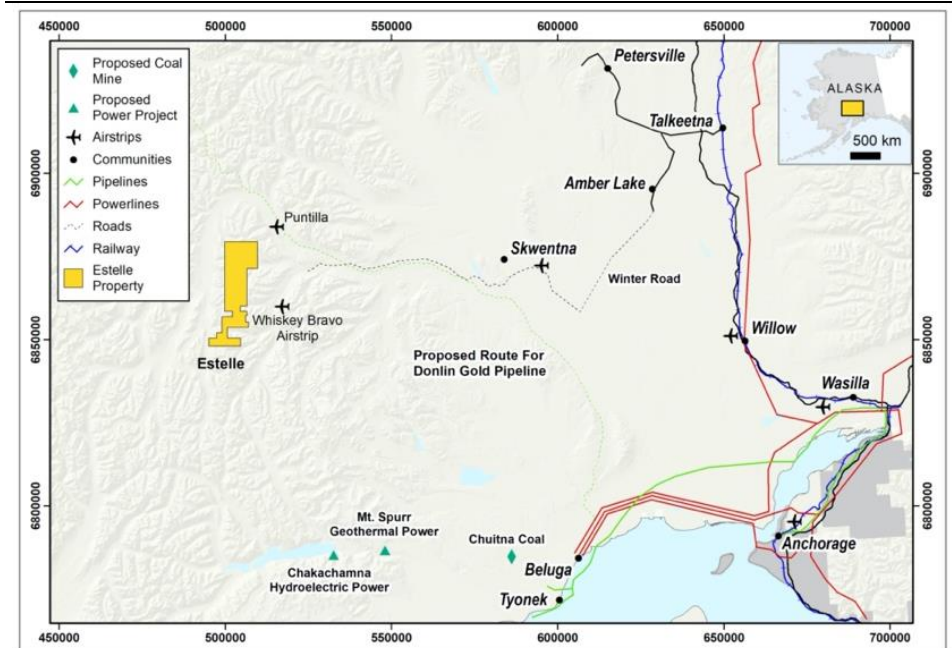 450000 500000 550000 600000 650000 700000
Proposed Coal
Mine
Proposed
Power Project
Airstrips
Communities
Pipelines
Powerlines
Roads
Railway
Estelle
Property
ALASKA
500 km
Petersville
Talkeetna
6900000
6900000
Amber Lake
Puntilla
Skwentna
Winter Road
Whiskey Bravo
Airstrip
6850000
6850000
Estelle
Willow
Proposed Route For
Donlin Gold Pipeline
Wasilla
6800000
6800000
Mt. Spurr
Geothermal Power
Chuitna Coal
Anchorage
Chakachamna
Hydroelectric Power
Beluga
Tyonek
450000 500000 550000 600000 650000 700000